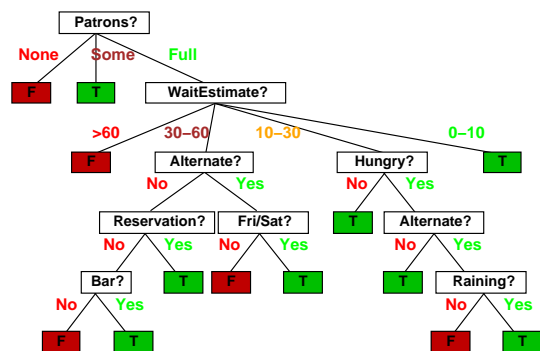 Patrons?
None Some Full
F T WaitEstimate?
>60 30–60 10–30 0–10
F Alternate? Hungry? T
No Yes No Yes
Reservation? Fri/Sat? T Alternate?
No Yes No Yes No Yes
Bar? T F T T Raining?
No Yes No Yes
F T F T